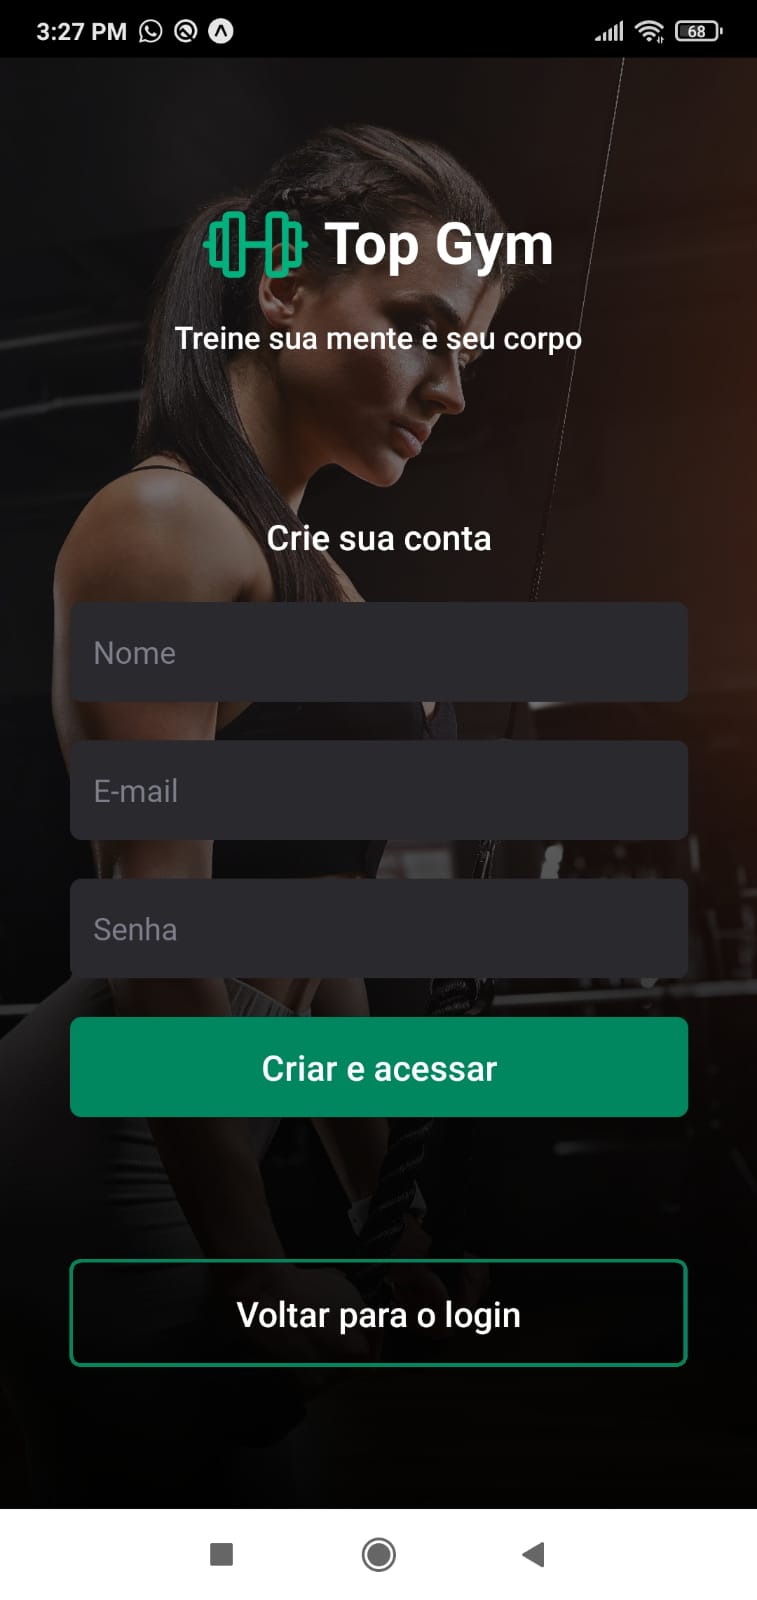 3:27 PM
68
Top Gym
Treine sua mente e seu corpo
Crie sua conta
Nome
E-mail
Senha
Criar e acessar
Voltar para o login